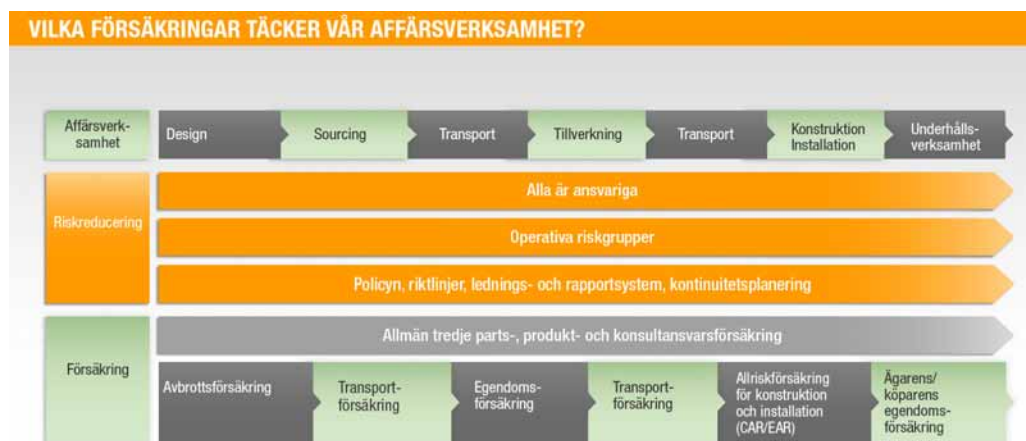 VILKA FÖRSÄKRINGAR TÄCKER VÅR AFFÄRSVERKSAMHET?
Affärsverk-
samhet
Design
Sourcing
Transport
Tillverkning
Transport
Konstruktion
Installation
Underhålls-
verksamhet
Riskreducering
Alla är ansvariga
Operativa riskgrupper
Policyn, riktlinjer, lednings- och rapportsystem, kontinuitetsplanering
Försäkring
Allmän tredje parts-, produkt- och konsultansvarsförsäkring
Avbrottsförsäkring
Transport-
försäkring
Egendoms-
försäkring
Transport-
försäkring
Allriskförsäkring
för konstruktion
och installation
(CAR/EAR)
Ägarens/
köparens
egendoms-
försäkring